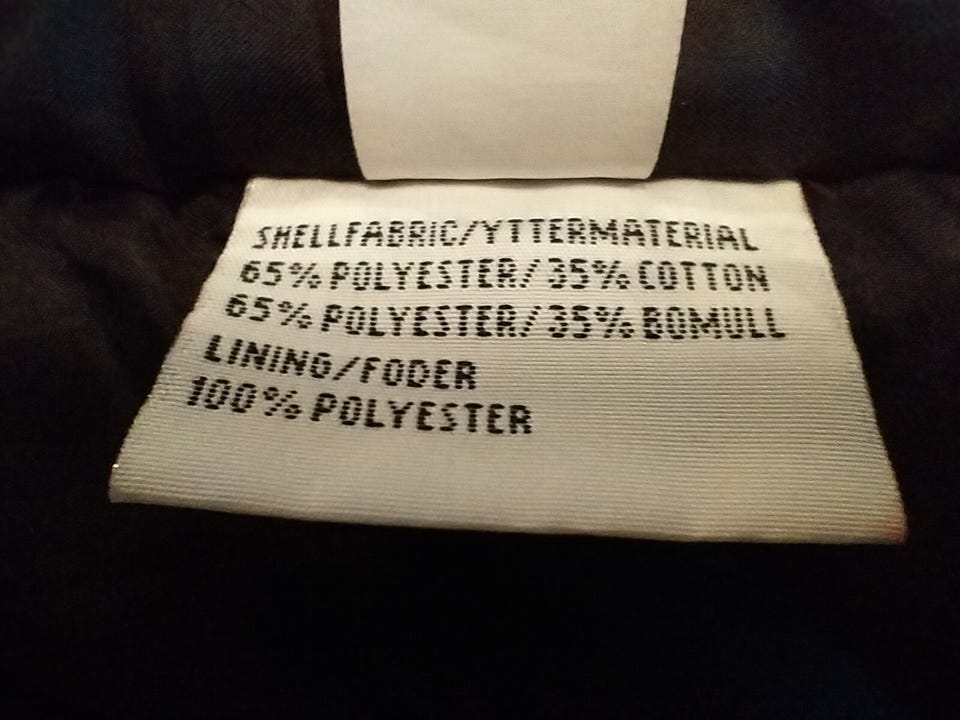 SHELLFABRIC/YTTERMATERIAL
65% POLYESTER/35% COTTON
65% POLYESTER/35% BOMULL
LINING/FODER
100% POLYESTER